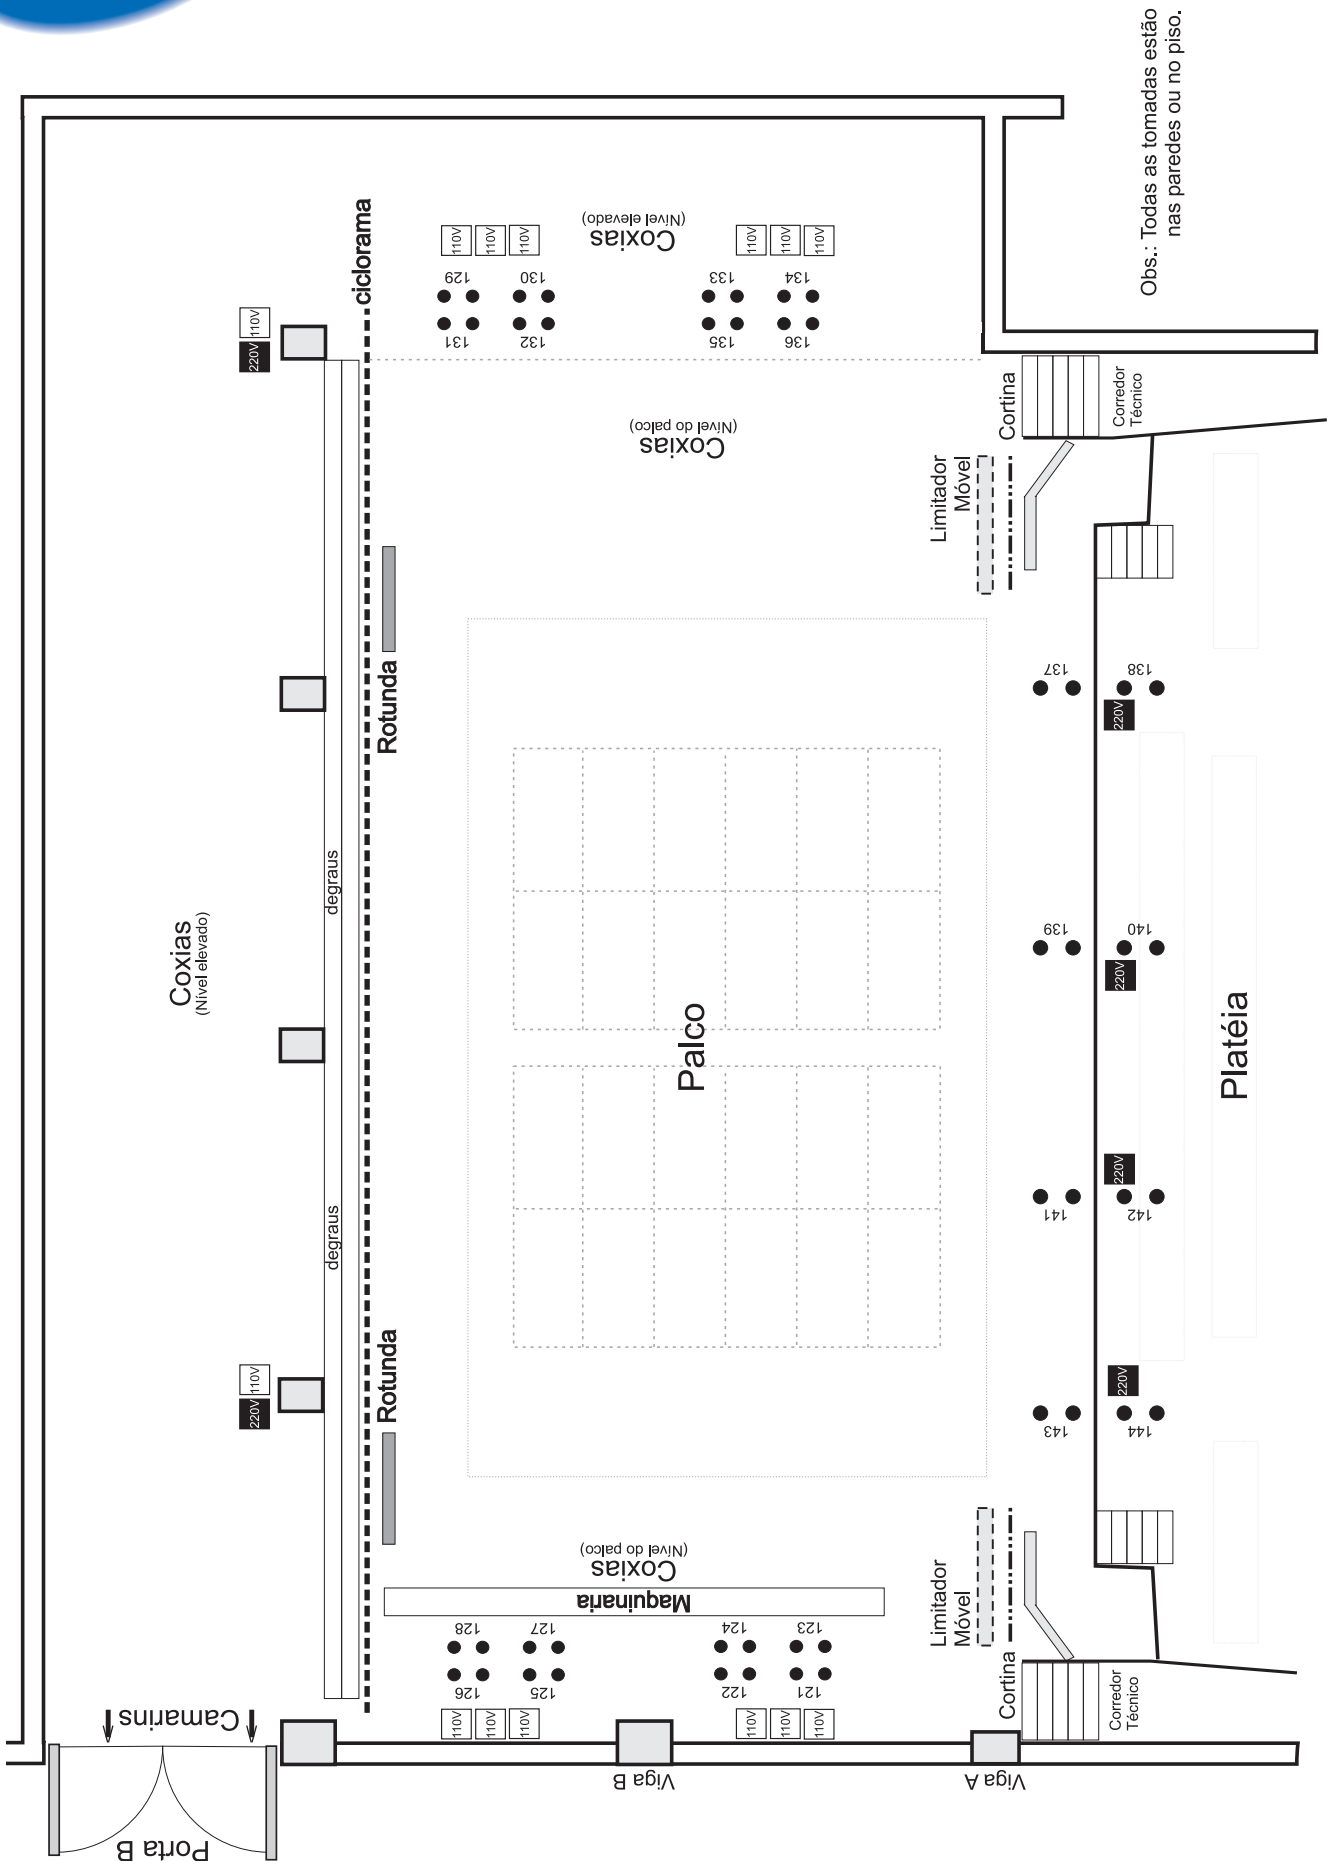 Obs.: Todas as tomadas estão
nas paredes ou no piso.
110V
220V
ciclorama
110V
110V
110V
Coxias
(Nível elevado)
110V
110V
110V
129
130
131
132
133
134
135
136
Coxias
(Nível do palco)
Cortina
Corredor
Técnico
Limitador
Móvel
Rotunda
degraus
Coxias
(Nível elevado)
137
138
220V
139
140
220V
Palco
Platéia
degraus
220V
141
142
220V
143
144
110V
220V
Rotunda
Coxias
(Nível do palco)
Maquinaria
128
127
124
123
126
125
122
121
110V
110V
110V
110V
110V
110V
Limitador
Móvel
Cortina
Corredor
Técnico
Camarins
Porta B
Viga B
Viga A